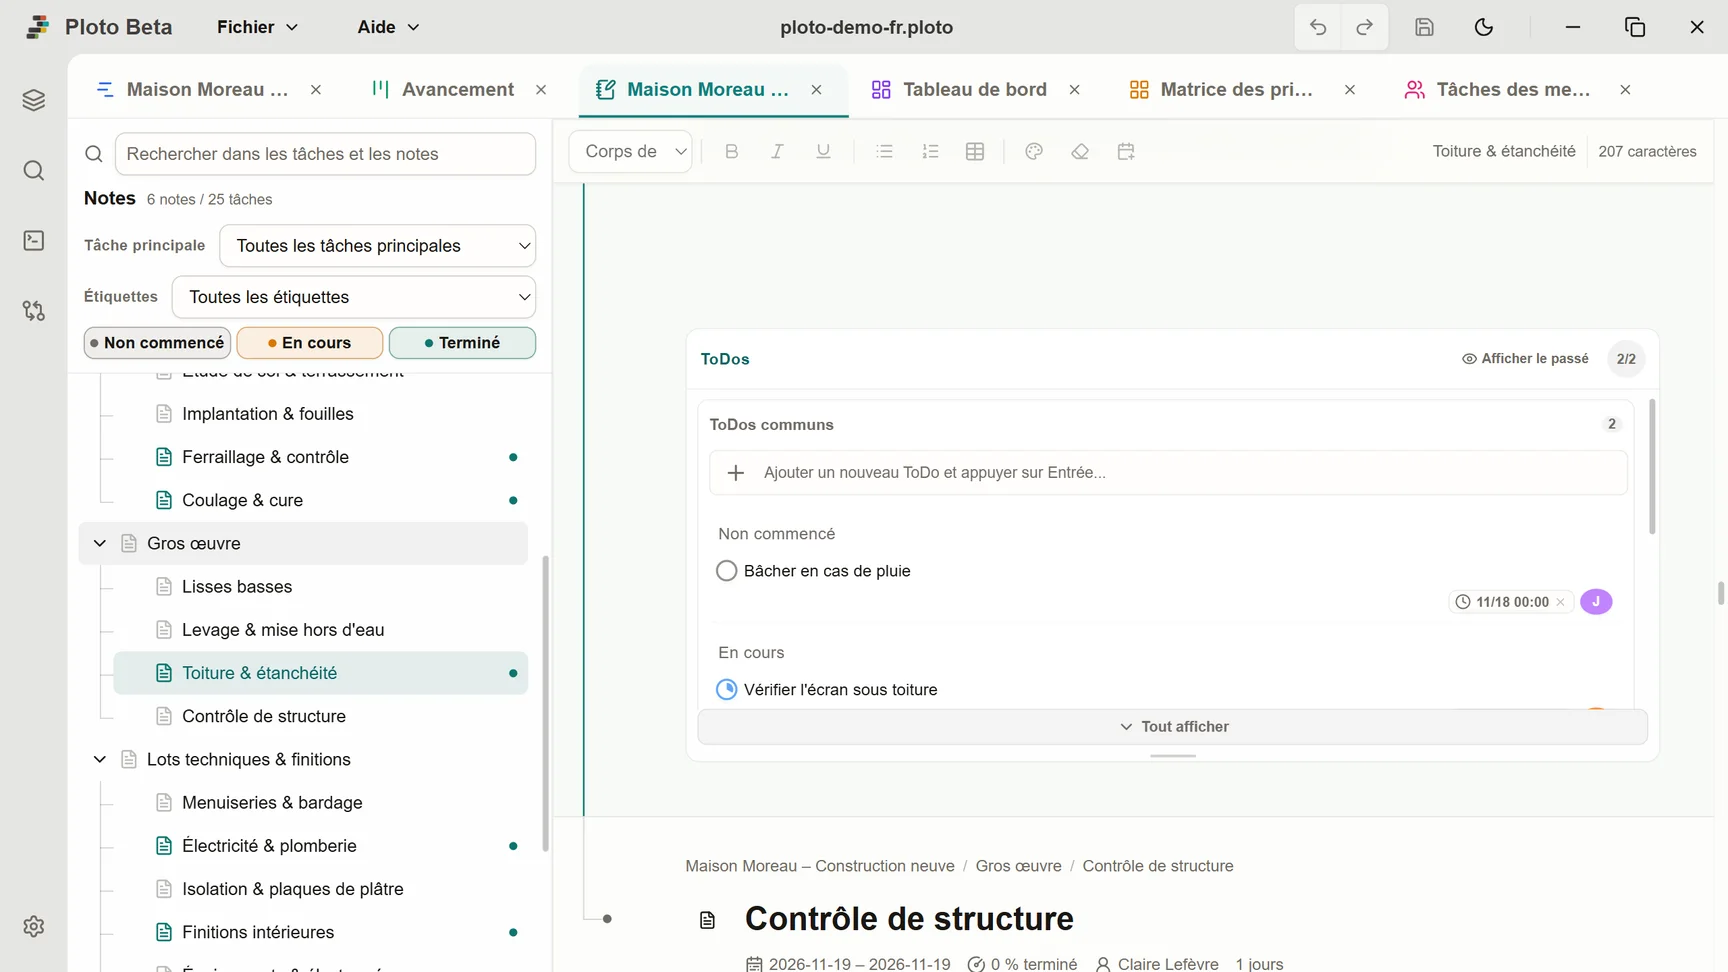 Ploto Beta
Fichier
Aide
ploto-demo-fr.ploto
Maison Moreau ...
Avancement
Maison Moreau ...
Tableau de bord
Matrice des pri...
Tâches des me...
Rechercher dans les tâches et les notes
Notes 6 notes / 25 tâches
Tâche principale Toutes les tâches principales
Étiquettes Toutes les étiquettes
Non commencé En cours Terminé
Étude de sol & terrassement
Implantation & fouilles
Ferraillage & contrôle
Coulage & cure
Gros œuvre
Lisses basses
Levage & mise hors d'eau
Toiture & étanchéité
Contrôle de structure
Lots techniques & finitions
Menuiseries & bardage
Électricité & plomberie
Isolation & plaques de plâtre
Finitions intérieures
Corps de
Toiture & étanchéité 207 caractères
ToDos
Afficher le passé 2/2
ToDos communs 2
Ajouter un nouveau ToDo et appuyer sur Entrée...
Non commencé
Bâcher en cas de pluie
11/18 00:00 J
En cours
Vérifier l'écran sous toiture
Tout afficher
Maison Moreau – Construction neuve / Gros œuvre / Contrôle de structure
Contrôle de structure
2026-11-19 – 2026-11-19 0 % terminé Claire Lefèvre 1 jours